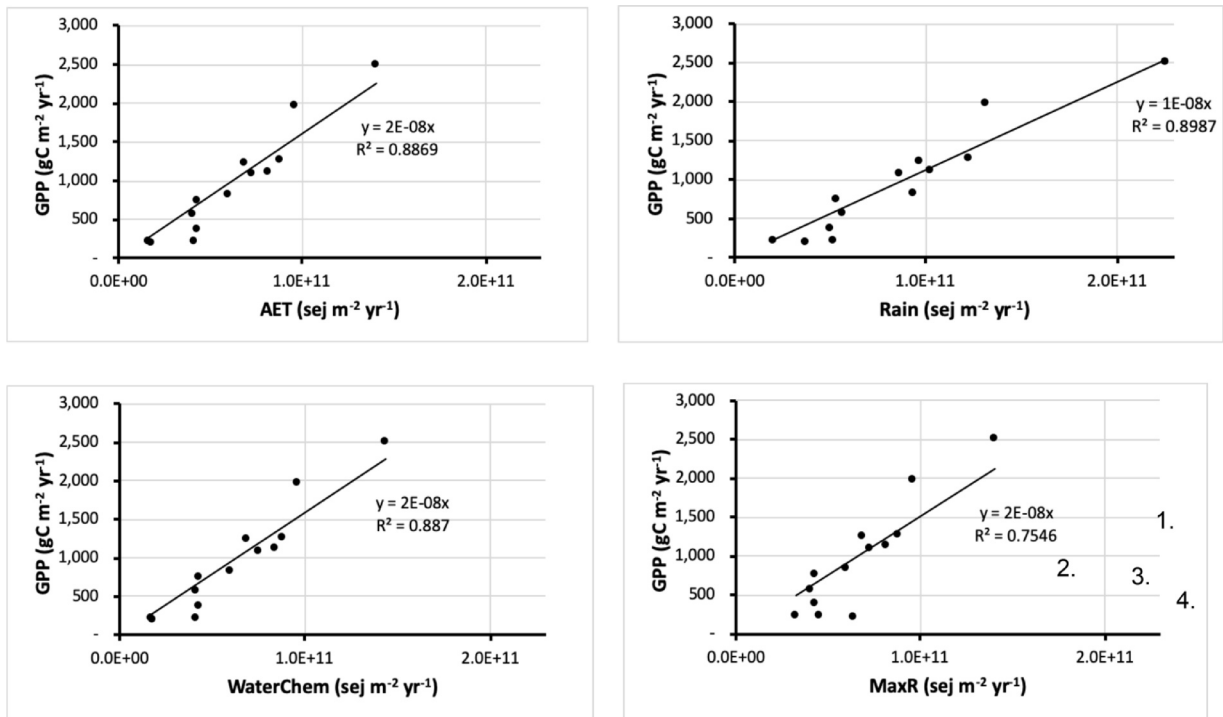 3,000
2,500
2,000
1,500
1,000
500
-
GPP (gC m⁻² yr⁻¹)
y = 2E-08x
R² = 0.8869
0.0E+00 1.0E+11 2.0E+11
AET (sej m⁻² yr⁻¹)
3,000
2,500
2,000
1,500
1,000
500
-
GPP (gC m⁻² yr⁻¹)
y = 1E-08x
R² = 0.8987
0.0E+00 1.0E+11 2.0E+11
Rain (sej m⁻² yr⁻¹)
3,000
2,500
2,000
1,500
1,000
500
-
GPP (gC m⁻² yr⁻¹)
y = 2E-08x
R² = 0.887
0.0E+00 1.0E+11 2.0E+11
WaterChem (sej m⁻² yr⁻¹)
3,000
2,500
2,000
1,500
1,000
500
-
GPP (gC m⁻² yr⁻¹)
y = 2E-08x
R² = 0.7546
1.
2.
3.
4.
0.0E+00 1.0E+11 2.0E+11
MaxR (sej m⁻² yr⁻¹)